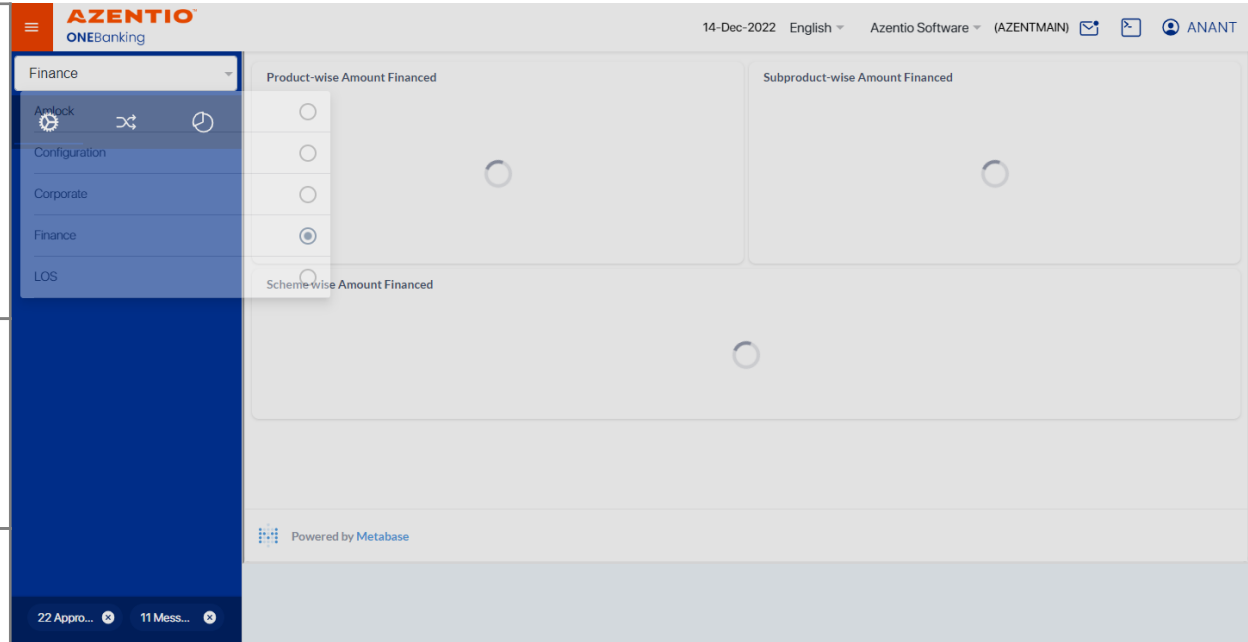 AZENTIO™
ONEBanking
14-Dec-2022 English Azentio Software (AZENTMAIN) ANANT
Finance
Amlock
Configuration
Corporate
Finance
LOS
Product-wise Amount Financed
Subproduct-wise Amount Financed
Scheme-wise Amount Financed
Powered by Metabase
22 Appro... 11 Mess...